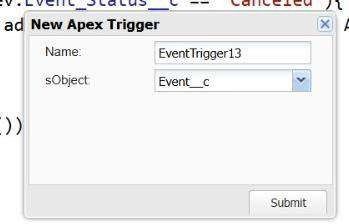 ev.Event_Status__c == 'Canceled'){
New Apex Trigger
ad
Name: EventTrigger13
sObject: Event__c
())
Submit